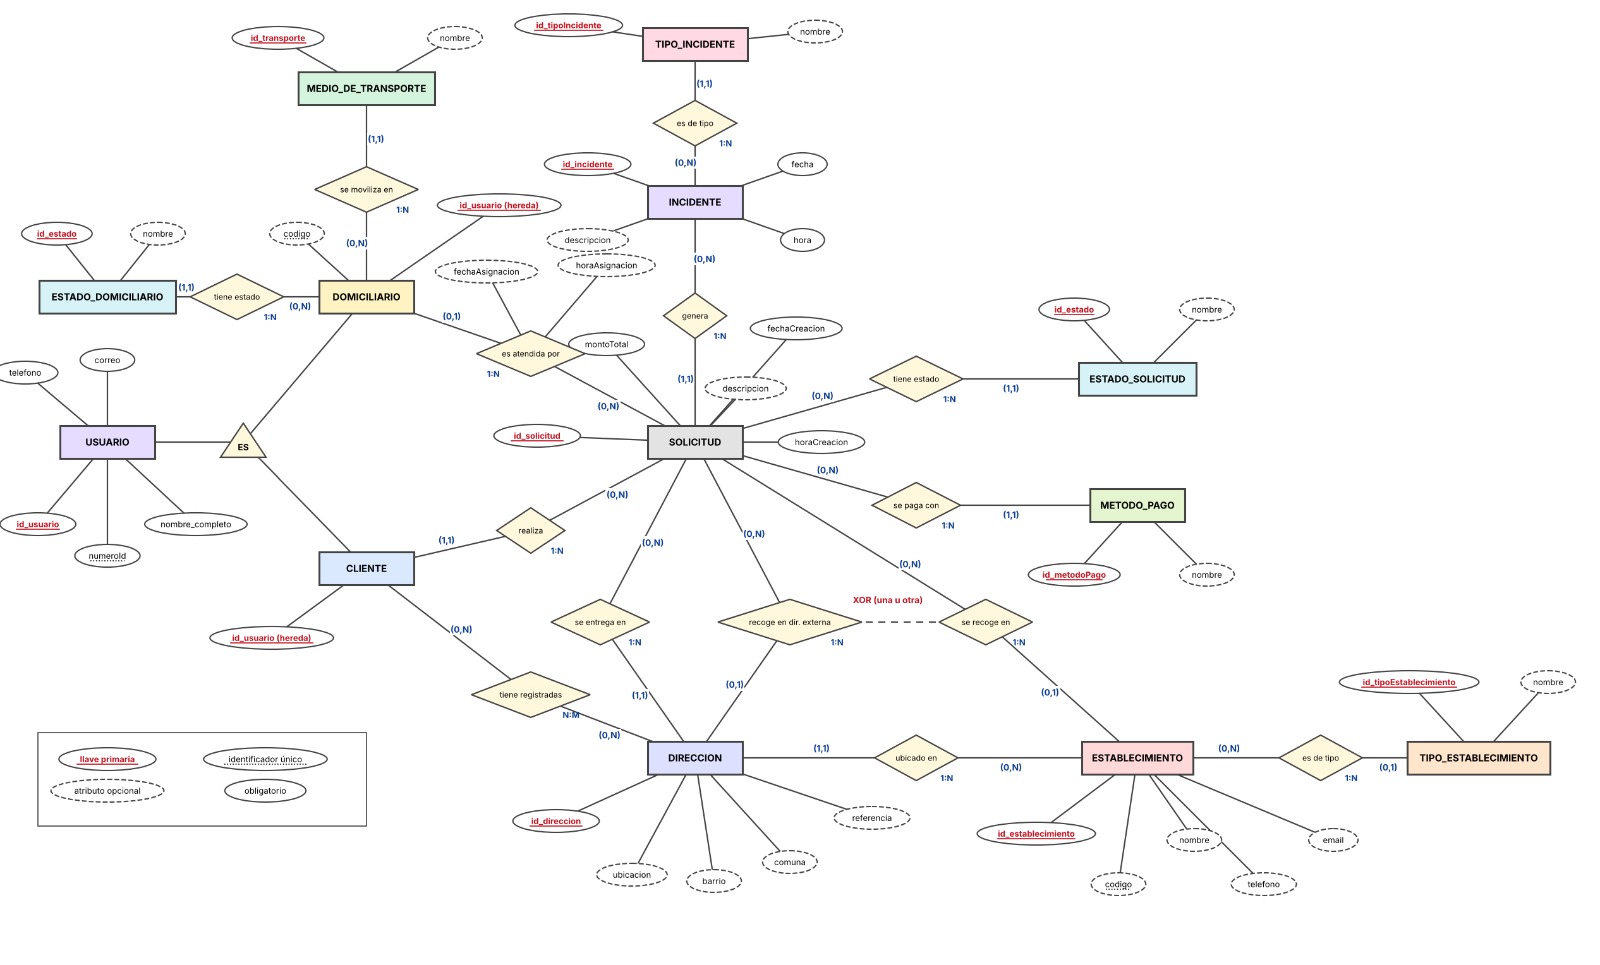 id_tipoIncidente
nombre
TIPO_INCIDENTE
id_transporte
nombre
MEDIO_DE_TRANSPORTE
(1,1)
es de tipo
1:N
(1,1)
(0,N)
id_incidente
fecha
se moviliza en
1:N
INCIDENTE
id_usuario (hereda)
id_estado
nombre
codigo
(0,N)
descripcion
hora
fechaAsignacion
horaAsignacion
(0,N)
ESTADO_DOMICILIARIO
(1,1)
tiene estado
1:N
(0,N)
DOMICILIARIO
(0,1)
genera
1:N
fechaCreacion
id_estado
nombre
es atendida por
1:N
montoTotal
correo
telefono
(1,1)
descripcion
(0,N)
tiene estado
1:N
(1,1)
ESTADO_SOLICITUD
(0,N)
USUARIO
ES
id_solicitud
SOLICITUD
horaCreacion
(0,N)
(0,N)
se paga con
1:N
(1,1)
METODO_PAGO
id_usuario
nombre_completo
numeroId
realiza
1:N
(1,1)
(0,N)
(0,N)
(0,N)
CLIENTE
id_metodoPago
nombre
XOR (una u otra)
id_usuario (hereda)
(0,N)
se entrega en
1:N
recoge en dir. externa
1:N
se recoge en
1:N
tiene registradas
N:M
(0,N)
(1,1)
(0,1)
(0,1)
id_tipoEstablecimiento
nombre
DIRECCION
(1,1)
ubicado en
1:N
(0,N)
ESTABLECIMIENTO
(0,N)
es de tipo
1:N
(0,1)
TIPO_ESTABLECIMIENTO
llave primaria
identificador único
atributo opcional
obligatorio
id_direccion
ubicacion
barrio
comuna
referencia
id_establecimiento
codigo
nombre
telefono
email